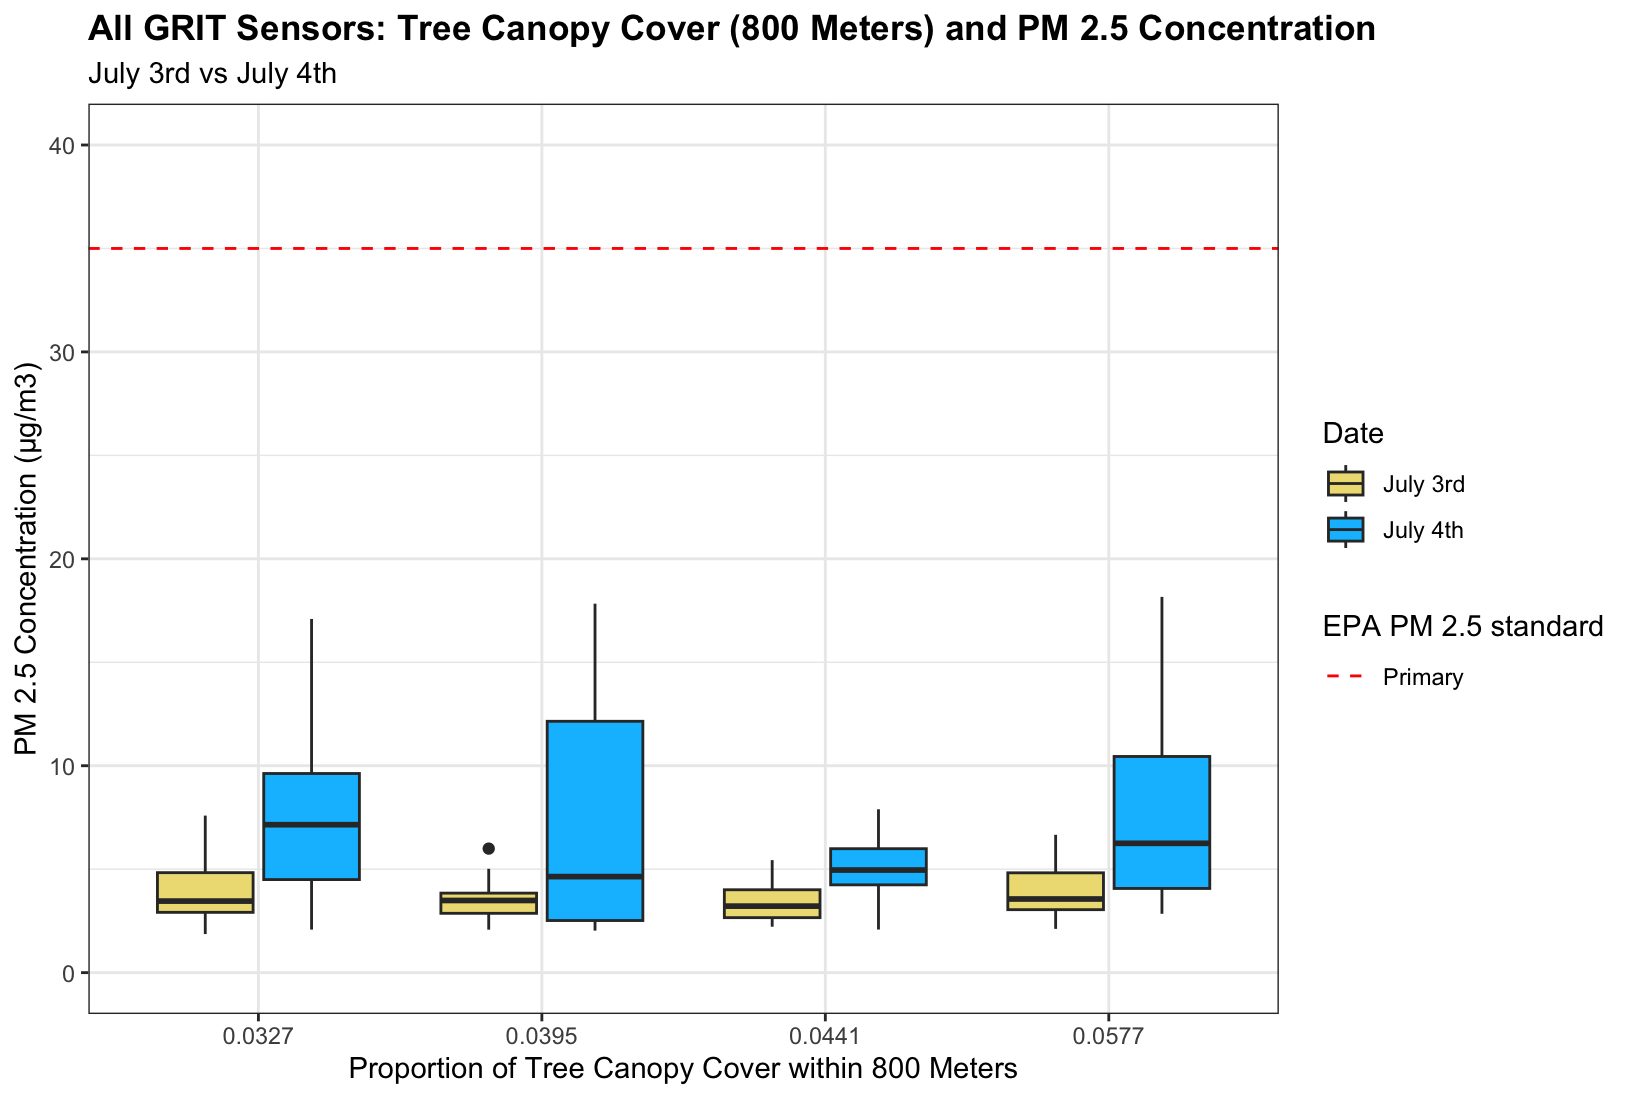 All GRIT Sensors: Tree Canopy Cover (800 Meters) and PM 2.5 Concentration
July 3rd vs July 4th
PM 2.5 Concentration (µg/m3)
40
30
20
10
0
0.0327
0.0395
0.0441
0.0577
Proportion of Tree Canopy Cover within 800 Meters
Date
July 3rd
July 4th
EPA PM 2.5 standard
Primary